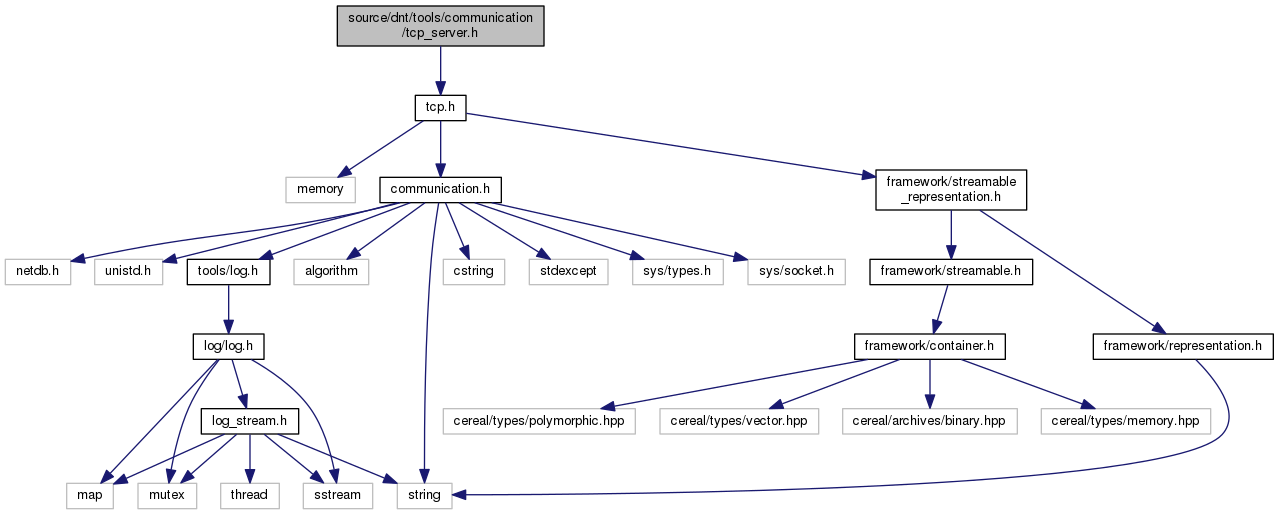 source/dnt/tools/communication
/tcp_server.h
tcp.h
memory
communication.h
framework/streamable
_representation.h
netdb.h
unistd.h
tools/log.h
algorithm
cstring
stdexcept
sys/types.h
sys/socket.h
framework/streamable.h
log/log.h
framework/container.h
framework/representation.h
log_stream.h
cereal/types/polymorphic.hpp
cereal/types/vector.hpp
cereal/archives/binary.hpp
cereal/types/memory.hpp
map
mutex
thread
sstream
string